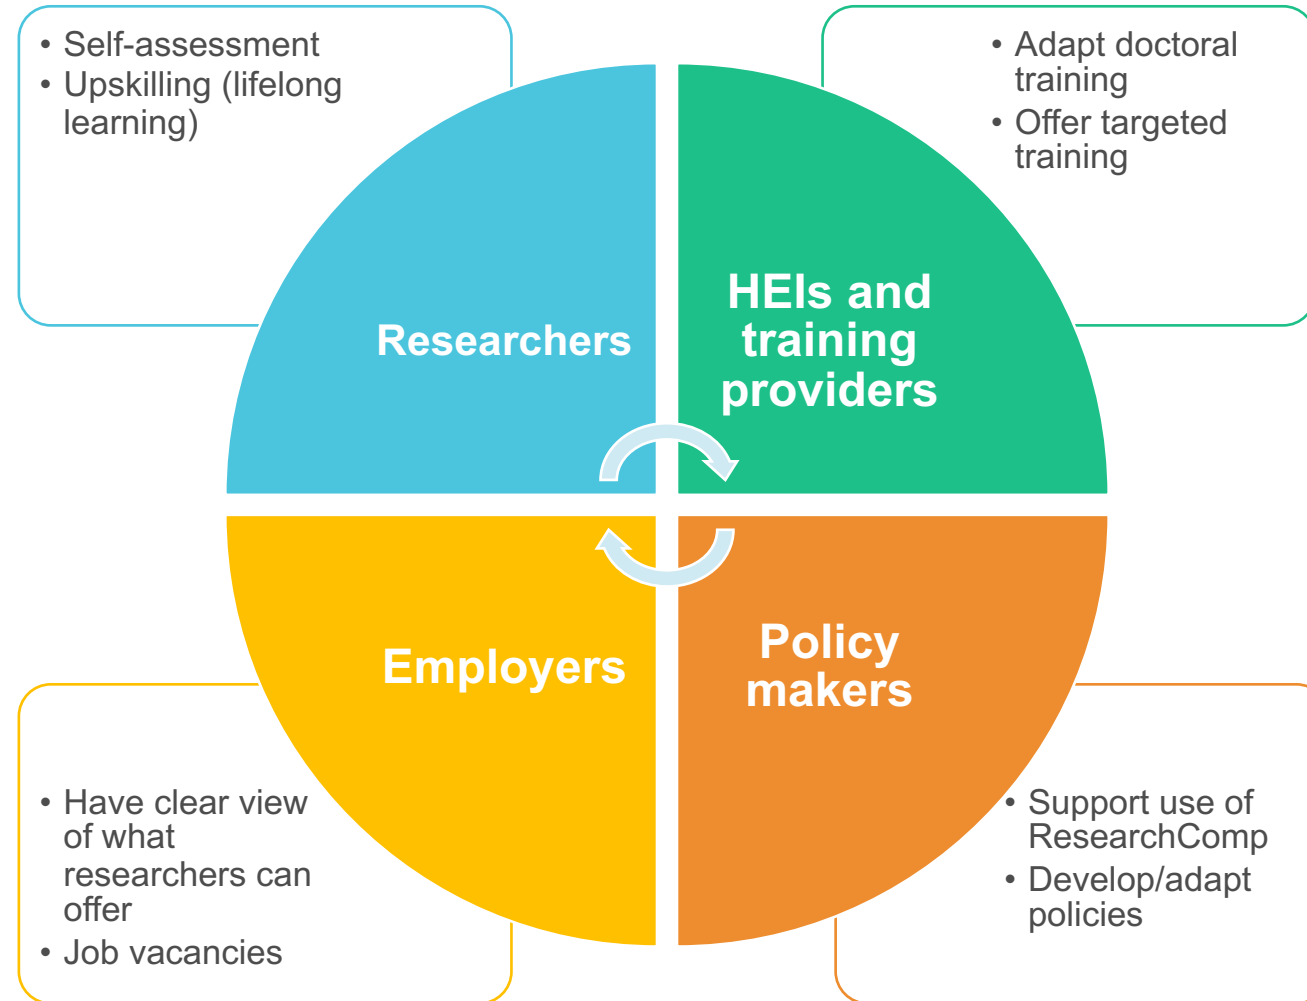 • Self-assessment
• Upskilling (lifelong
learning)
• Adapt doctoral
training
• Offer targeted
training
Researchers
HEIs and
training
providers
Employers
Policy
makers
• Have clear view
of what
researchers can
offer
• Job vacancies
• Support use of
ResearchComp
• Develop/adapt
policies